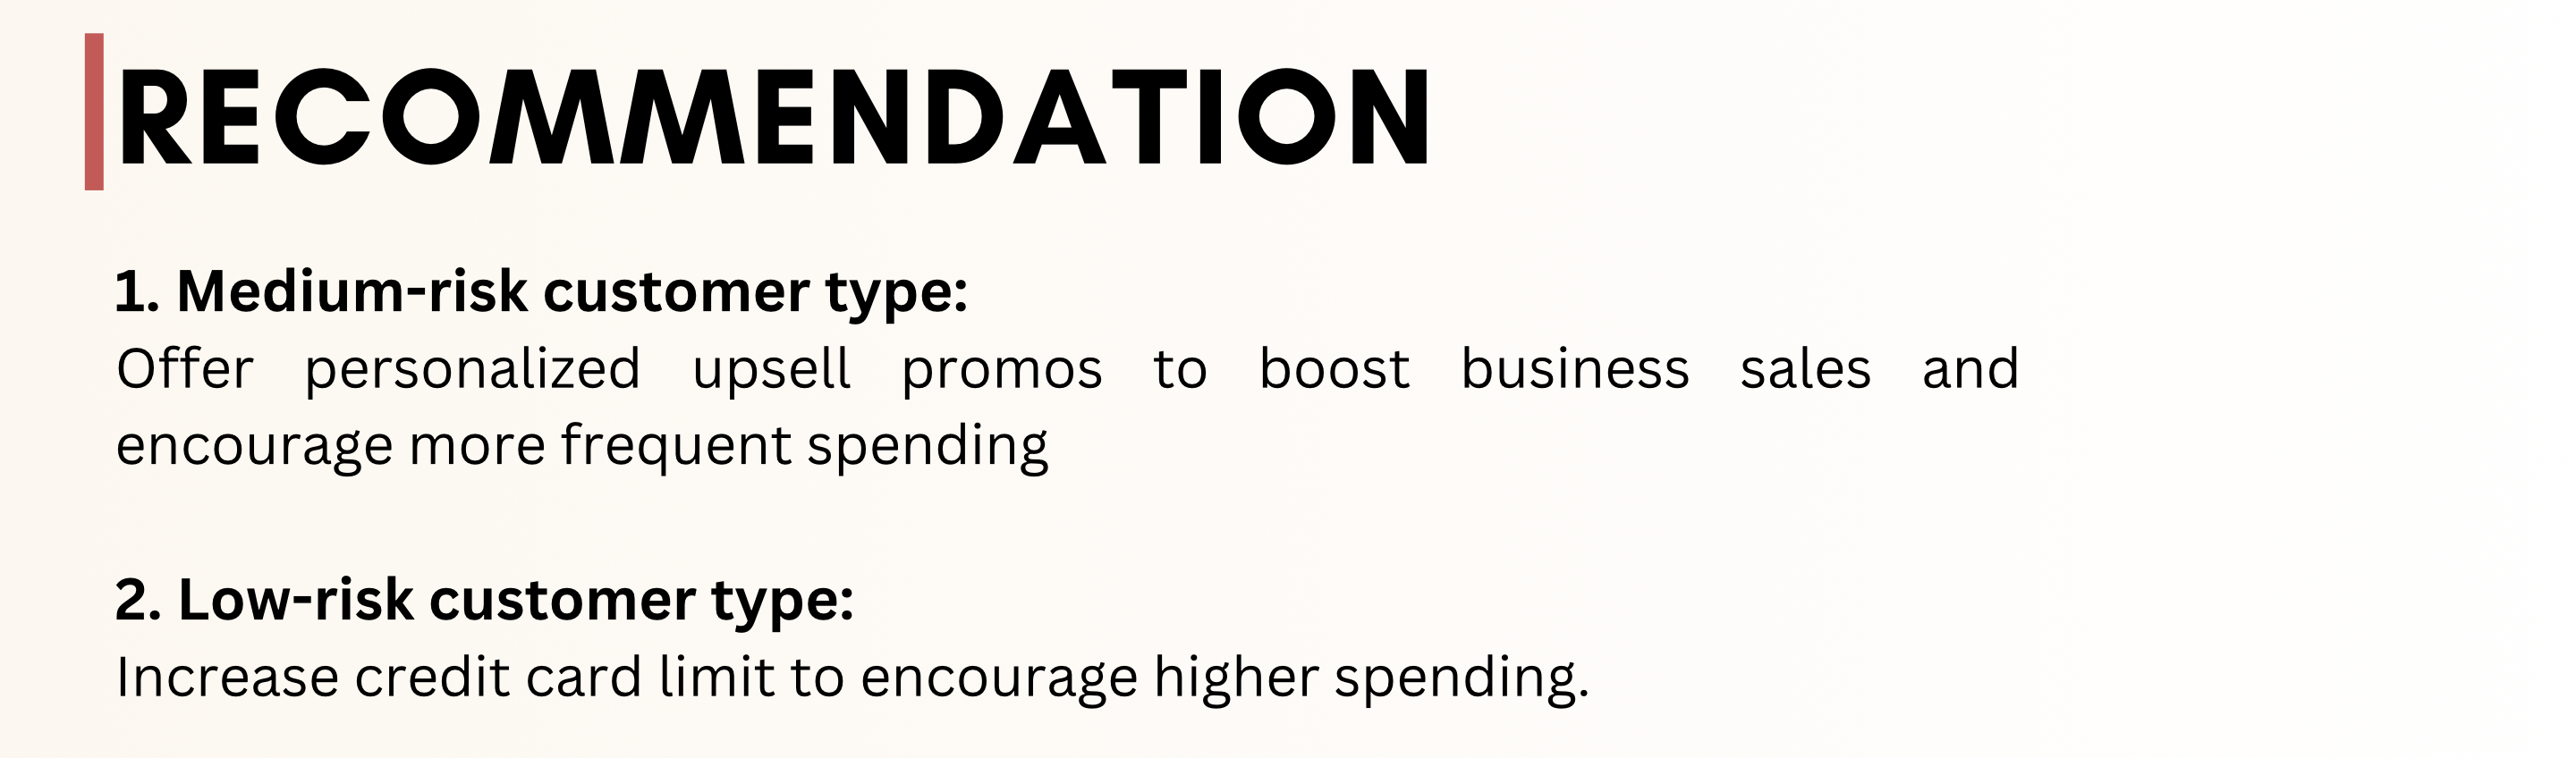 RECOMMENDATION
1. Medium-risk customer type:
Offer personalized upsell promos to boost business sales and
encourage more frequent spending
2. Low-risk customer type:
Increase credit card limit to encourage higher spending.